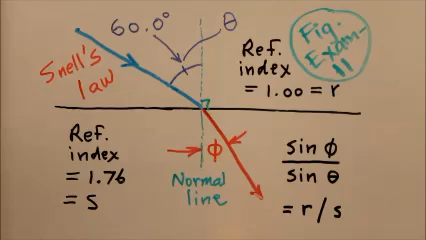 60.0° θ
Fig.
Exam-
11
Snell's
law
Ref.
index
= 1.00 = r
Ref.
index
= 1.76
= s
φ
Normal
line
sin φ
sin θ
= r/s